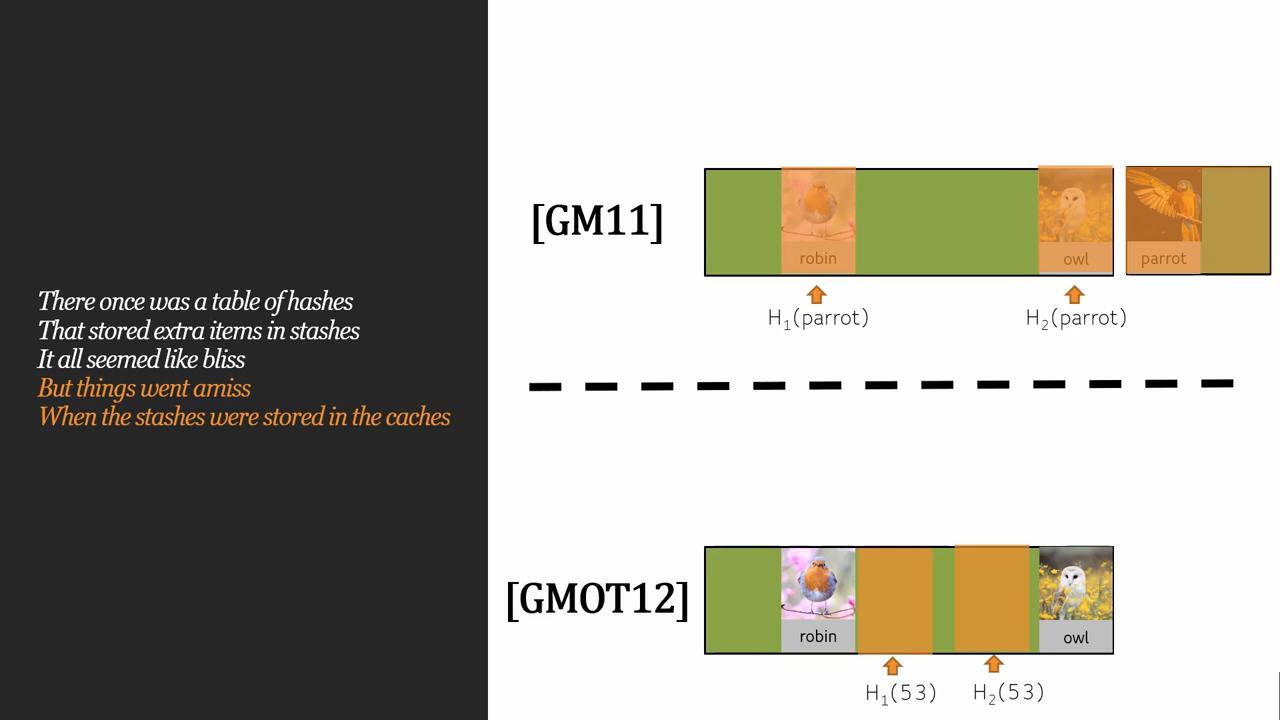 There once was a table of hashes
That stored extra items in stashes
It all seemed like bliss
But things went amiss
When the stashes were stored in the caches
[GM11]
robin
owl
parrot
H₁(parrot)
H₂(parrot)
[GMOT12]
robin
owl
H₁(53)
H₂(53)